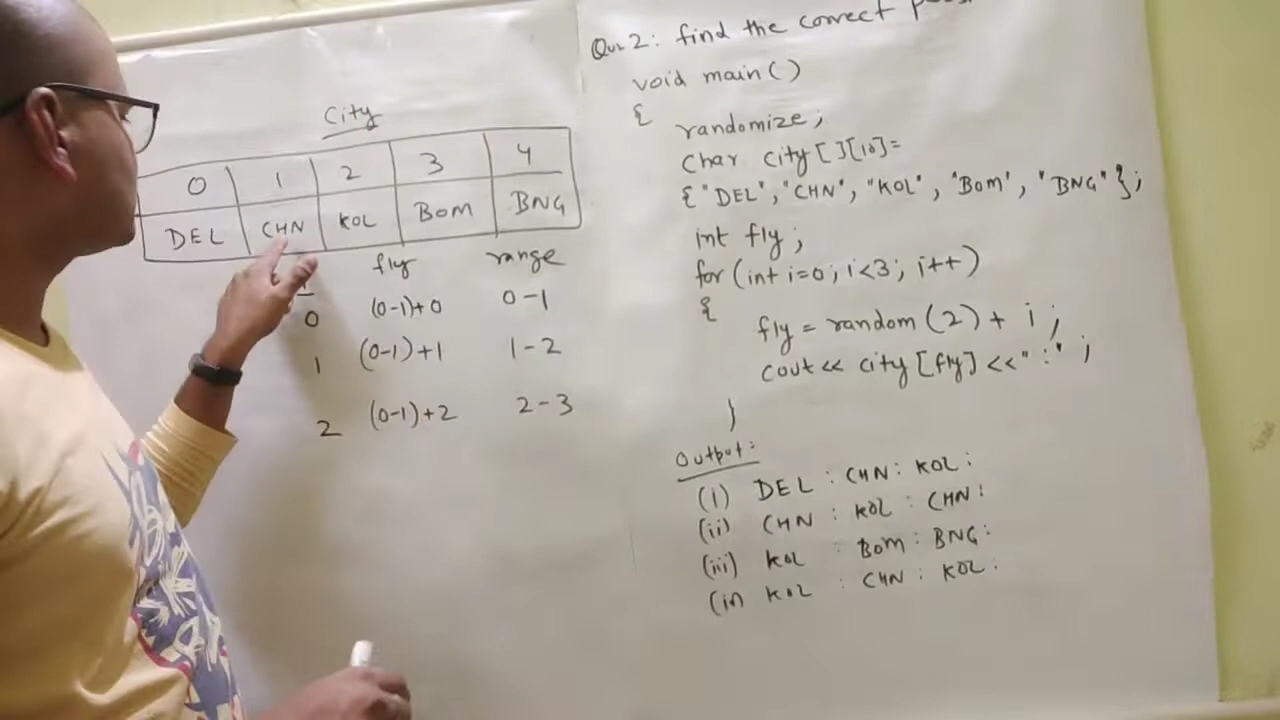 City
0 1 2 3 4
DEL CHN KOL BOM BNG
fly range
0 (0-1)+0 0-1
1 (0-1)+1 1-2
2 (0-1)+2 2-3
Qus 2: find the correct
void main()
{
randomize;
char city[][10]=
{"DEL","CHN","KOL","BOM","BNG"};
int fly;
for(int i=0;i<3;i++)
{
fly = random(2)+ i;
cout<< city[fly]<<":";
}
Output:
(i) DEL : CHN : KOL :
(ii) CHN : KOL : CHN :
(iii) KOL : BOM : BNG :
(iv) KOL : CHN : KOL :